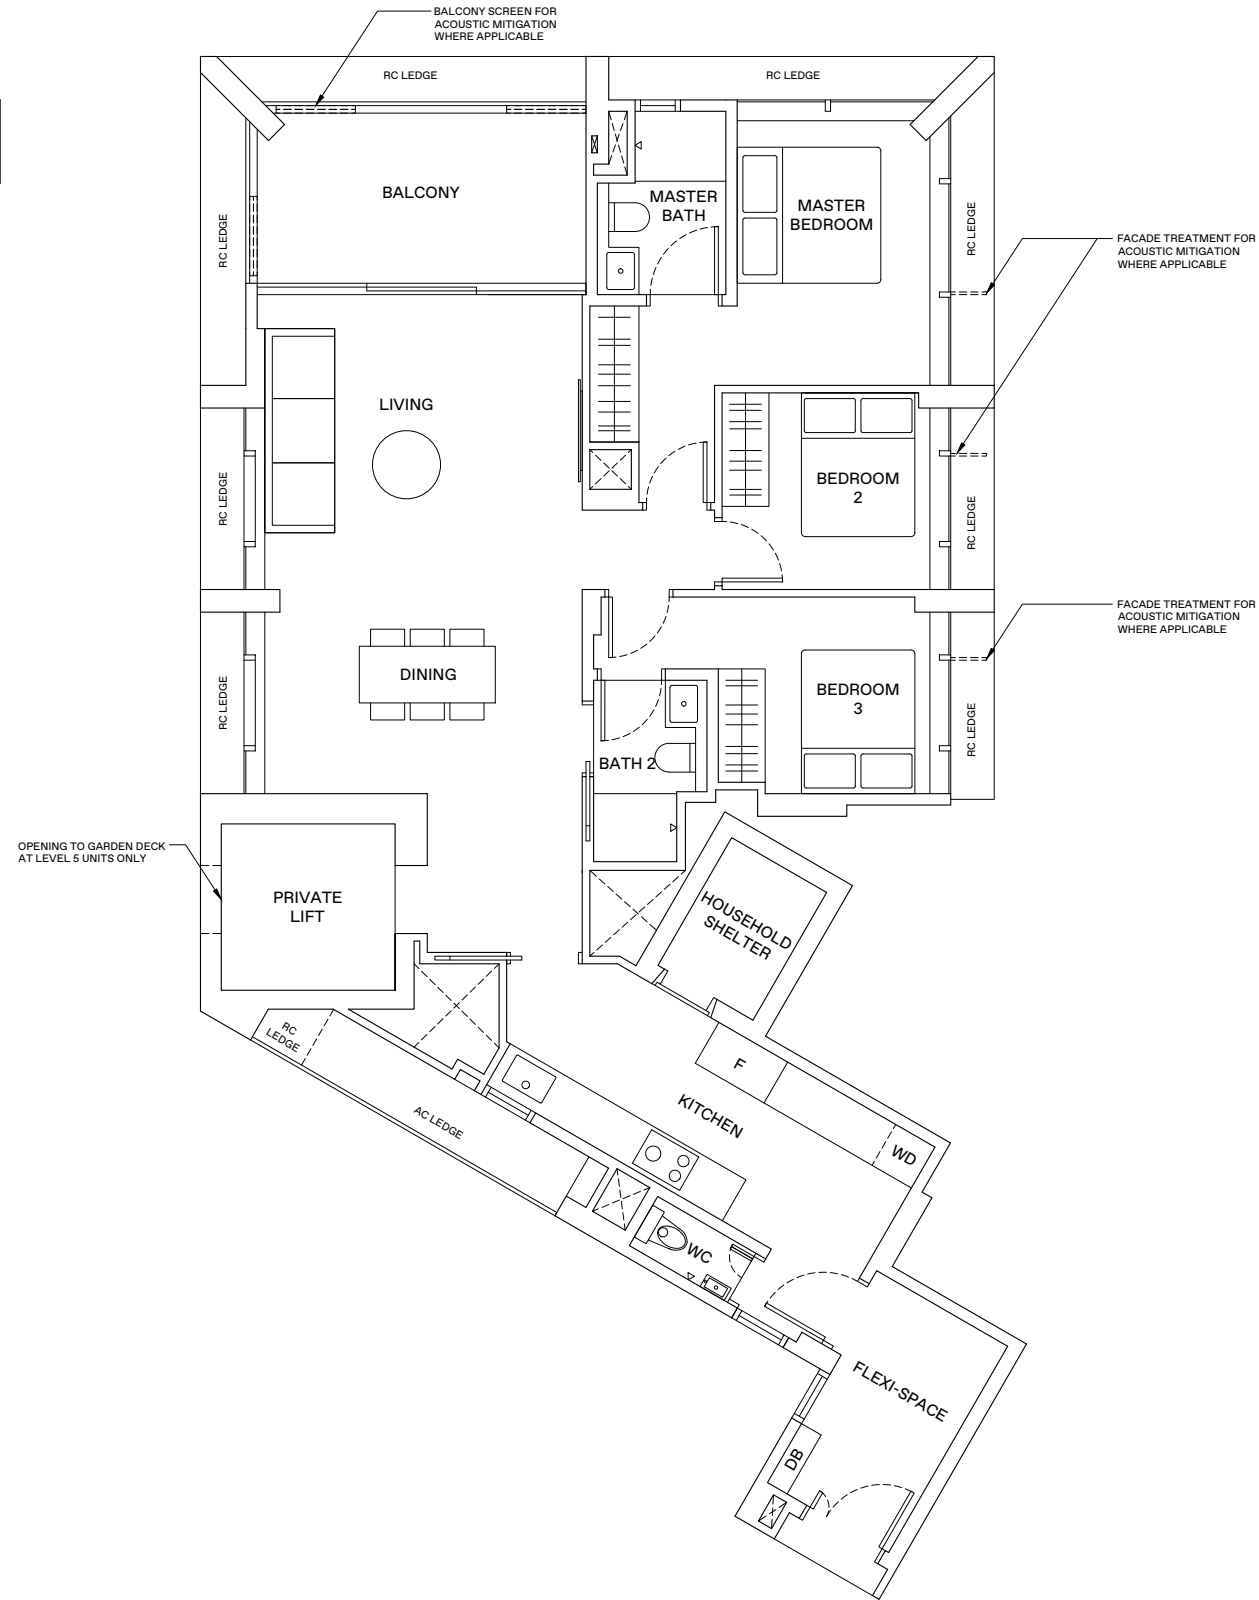 BALCONY SCREEN FOR
ACOUSTIC MITIGATION
WHERE APPLICABLE
RC LEDGE
RC LEDGE
BALCONY
MASTER
BATH
MASTER
BEDROOM
RC LEDGE
RC LEDGE
FACADE TREATMENT FOR
ACOUSTIC MITIGATION
WHERE APPLICABLE
LIVING
BEDROOM
2
RC LEDGE
RC LEDGE
FACADE TREATMENT FOR
ACOUSTIC MITIGATION
WHERE APPLICABLE
DINING
BEDROOM
3
RC LEDGE
RC LEDGE
BATH 2
OPENING TO GARDEN DECK
AT LEVEL 5 UNITS ONLY
PRIVATE
LIFT
HOUSEHOLD
SHELTER
RC
LEDGE
F
AC LEDGE
KITCHEN
WD
WC
FLEXI-SPACE
DB